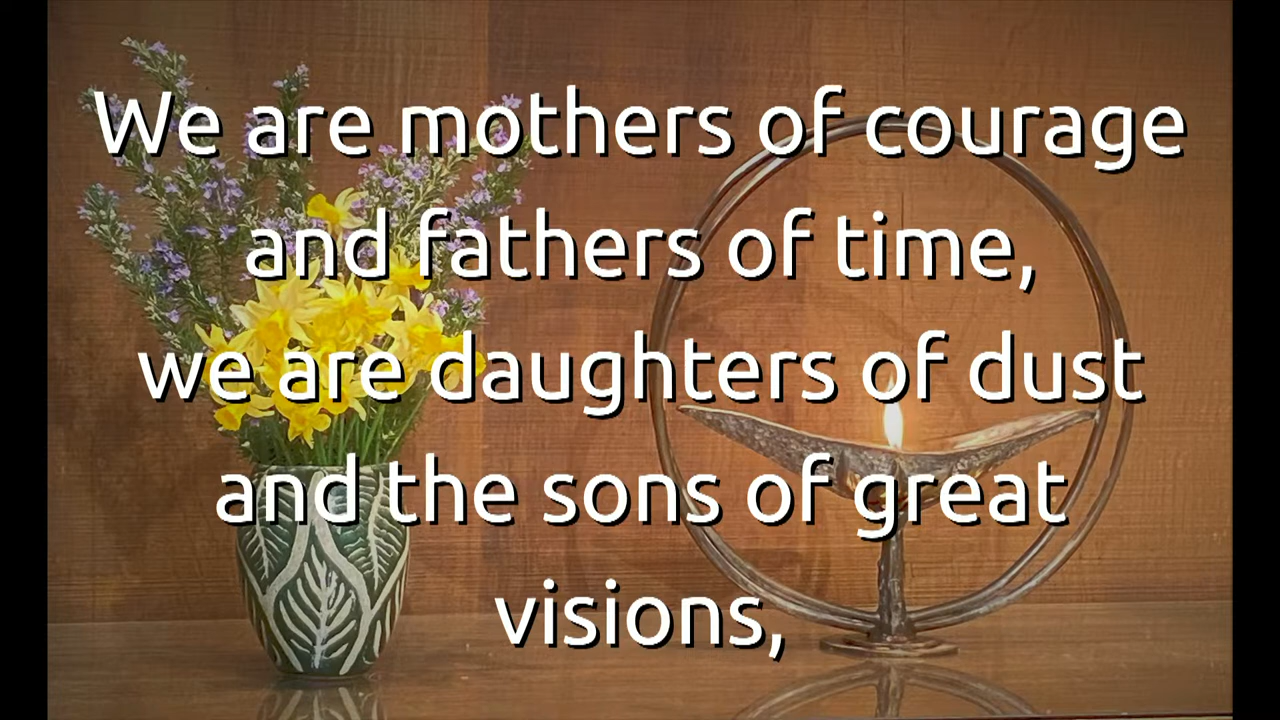 We are mothers of courage
and fathers of time,
we are daughters of dust
and the sons of great
visions,